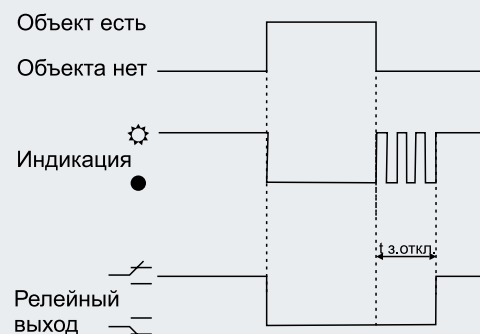 Объект есть
Объекта нет
Индикация
t з.откл.
Релейный
выход